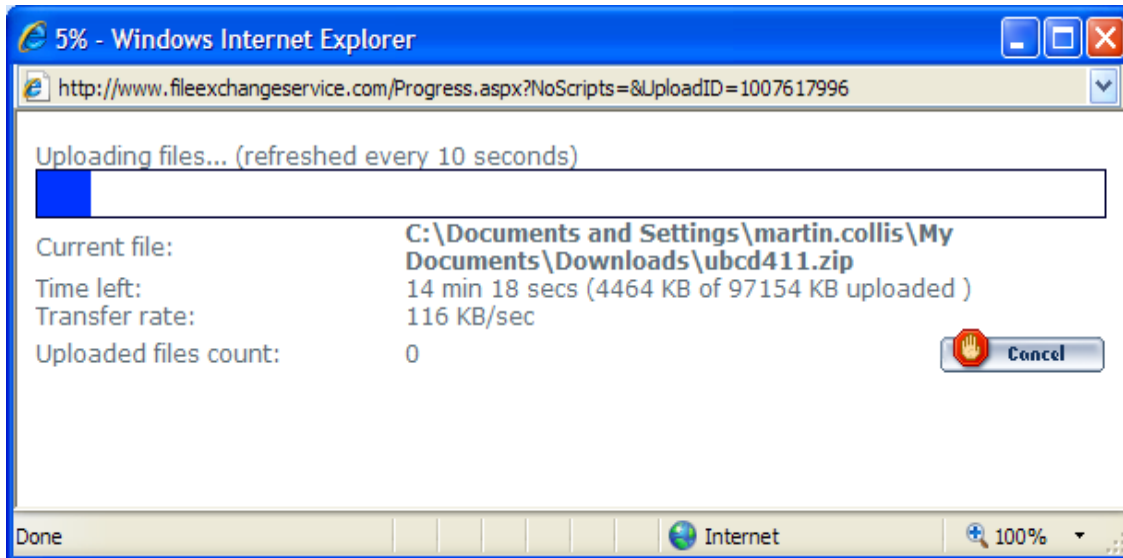 5% - Windows Internet Explorer
http://www.fileexchangeservice.com/Progress.aspx?NoScripts=&UploadID=1007617996
Uploading files... (refreshed every 10 seconds)
Current file: C:\Documents and Settings\martin.collis\My
Documents\Downloads\ubcd411.zip
Time left: 14 min 18 secs (4464 KB of 97154 KB uploaded )
Transfer rate: 116 KB/sec
Uploaded files count: 0 Cancel
Done Internet 100%